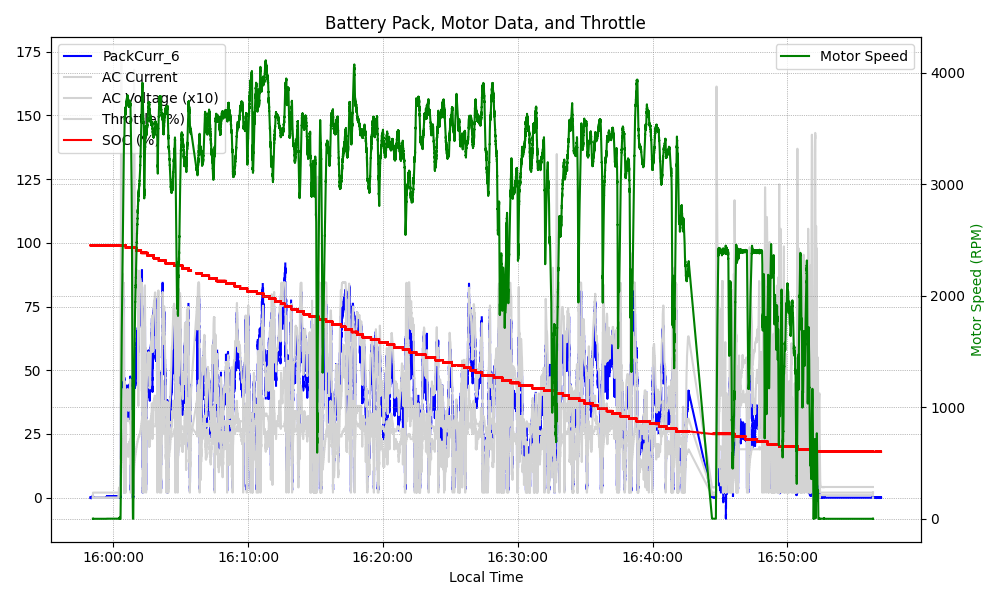 Battery Pack, Motor Data, and Throttle
PackCurr_6
AC Current
AC Voltage (x10)
Throttle (%)
SOC (%
Motor Speed
175
150
125
100
75
50
25
0
4000
3000
2000
1000
0
Motor Speed (RPM)
16:00:00
16:10:00
16:20:00
16:30:00
16:40:00
16:50:00
Local Time